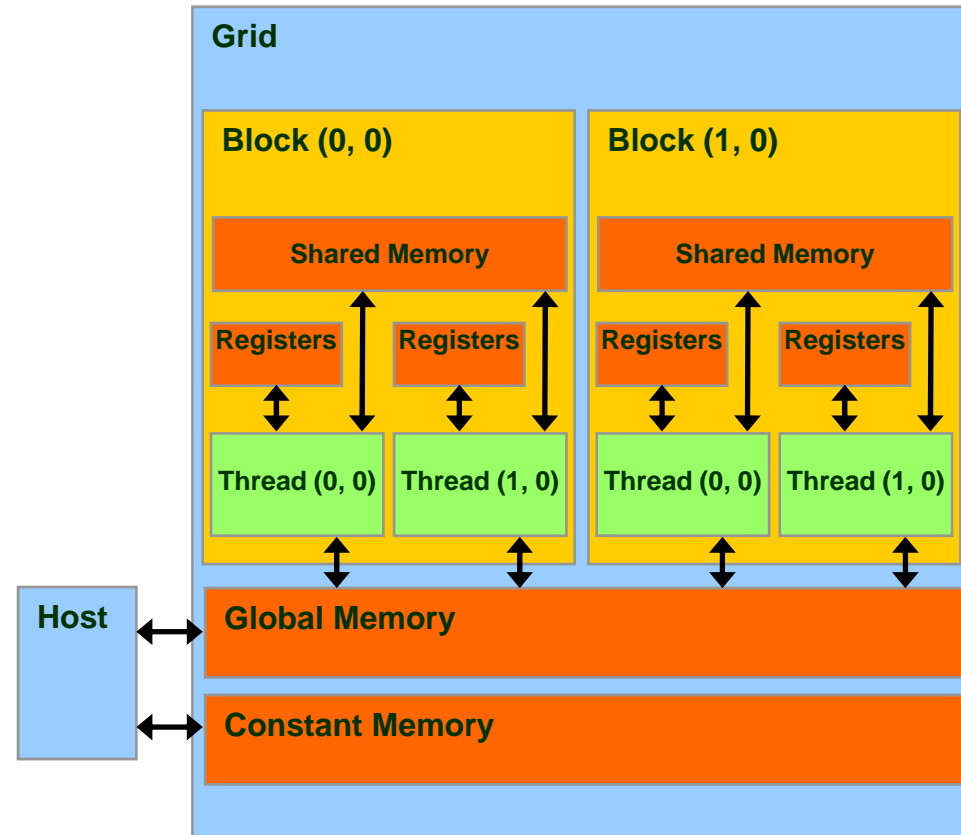 Grid
Block (0, 0)
Block (1, 0)
Shared Memory
Shared Memory
Registers
Registers
Registers
Registers
Thread (0, 0)
Thread (1, 0)
Thread (0, 0)
Thread (1, 0)
Host
Global Memory
Constant Memory